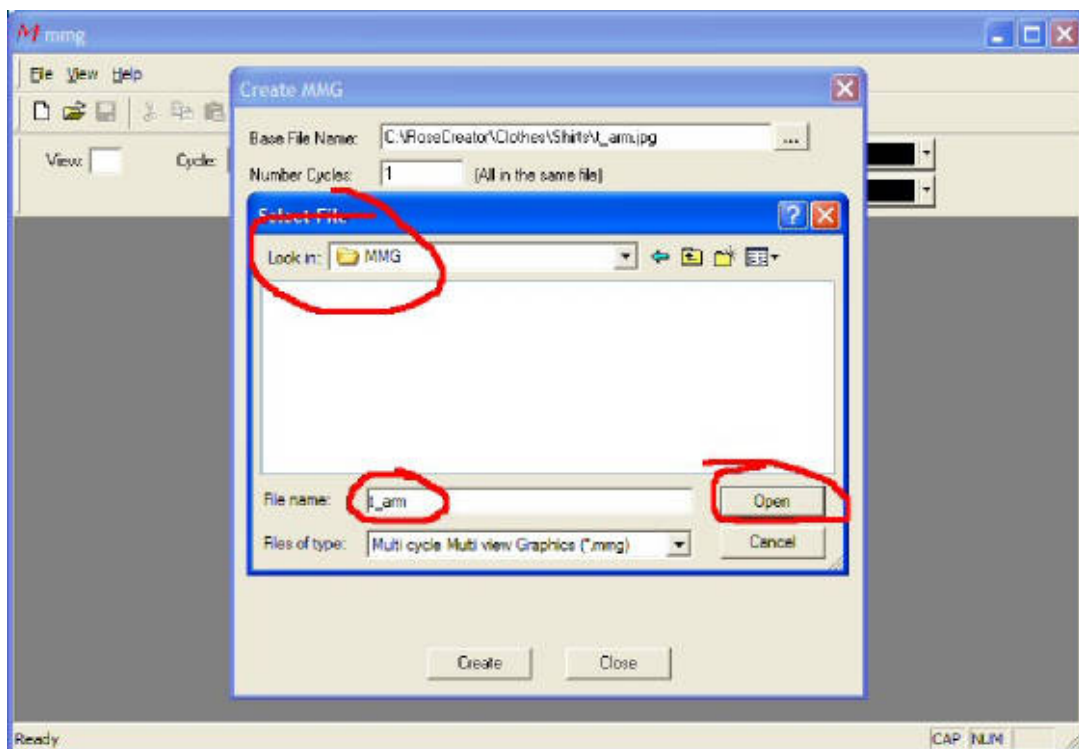 M mmg
File View Help
View: Cycle:
Create MMG
Base File Name: C:\RoseCreator\Clothes\Shirts\t_arm.jpg ...
Number Cycles: 1 (All in the same file)
Select File
Look in: MMG
File name: t_arm Open
Files of type: Multi cycle Multi view Graphics (*.mmg) Cancel
Create Close
Ready CAP NUM